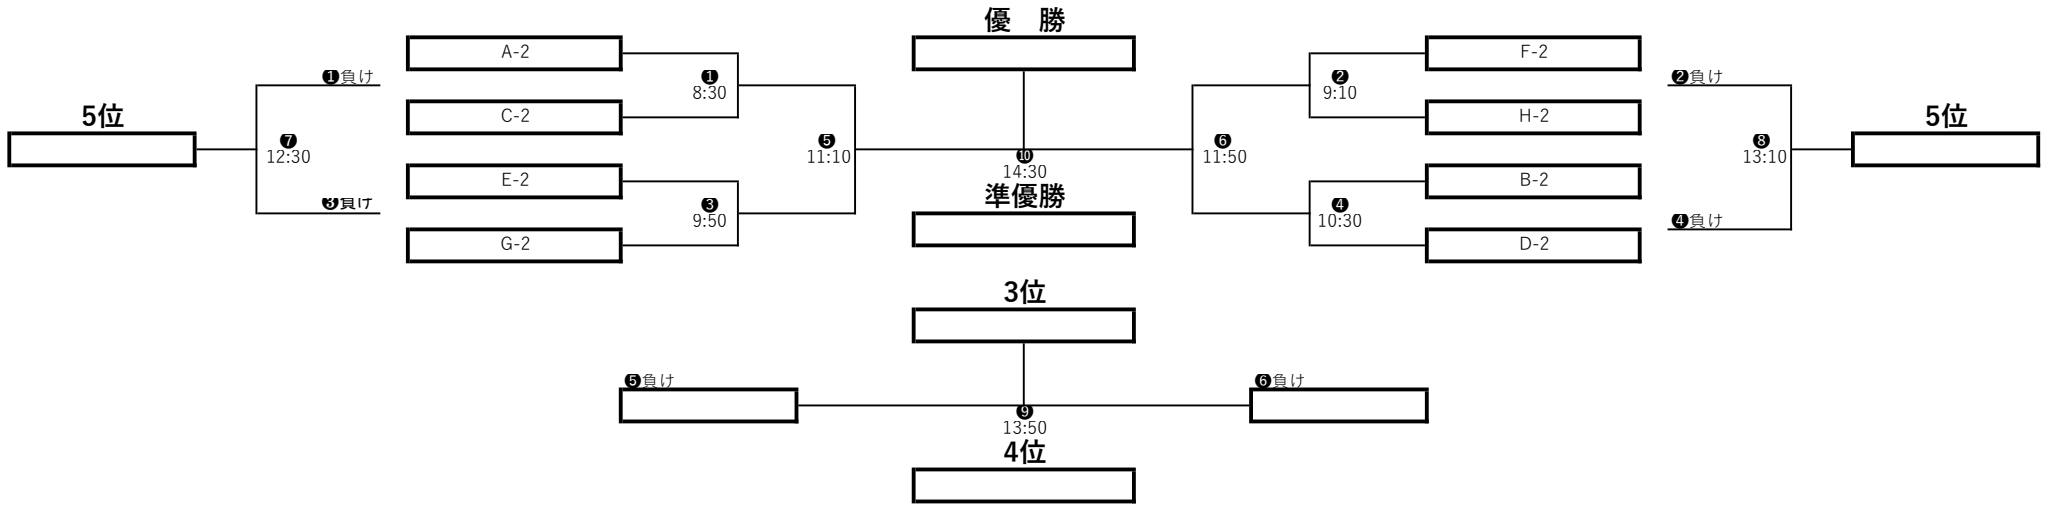 優　勝
A-2
F-2
❶負け
❶
8:30
❷
9:10
❷負け
5位
C-2
H-2
5位
❼
12:30
❺
11:10
❿
14:30
❻
11:50
❽
13:10
E-2
B-2
❸負け
❸
9:50
準優勝
❹
10:30
❹負け
G-2
D-2
3位
❺負け
❻負け
❾
13:50
4位